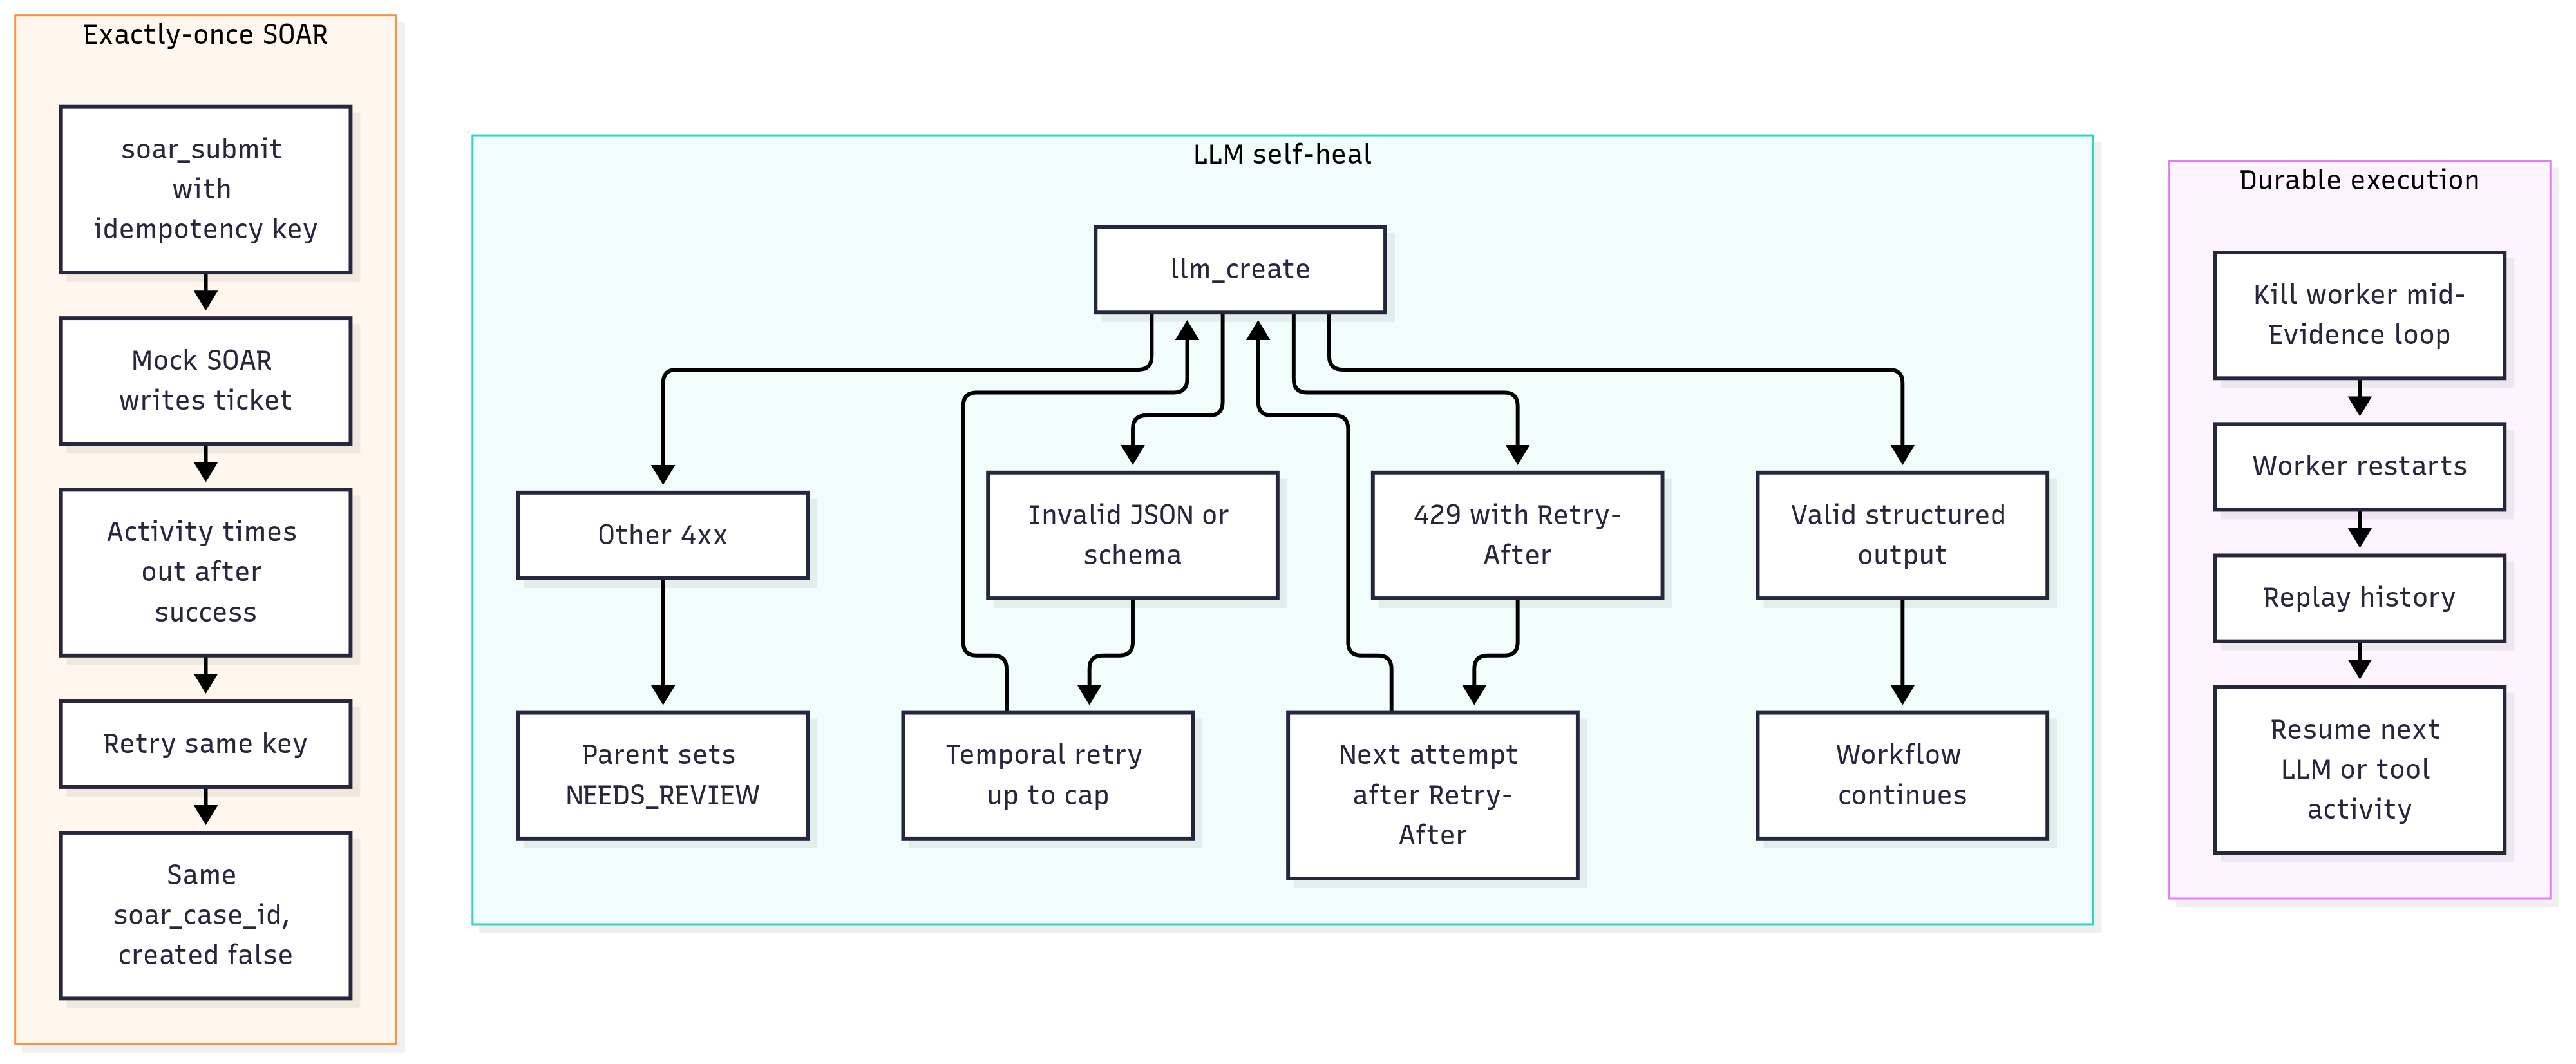 Exactly-once SOAR
soar_submit
with
idempotency key
Mock SOAR
writes ticket
Activity times
out after
success
Retry same key
Same
soar_case_id,
created false
LLM self-heal
llm_create
Other 4xx
Invalid JSON or
schema
429 with Retry-
After
Valid structured
output
Parent sets
NEEDS_REVIEW
Temporal retry
up to cap
Next attempt
after Retry-
After
Workflow
continues
Durable execution
Kill worker mid-
Evidence loop
Worker restarts
Replay history
Resume next
LLM or tool
activity